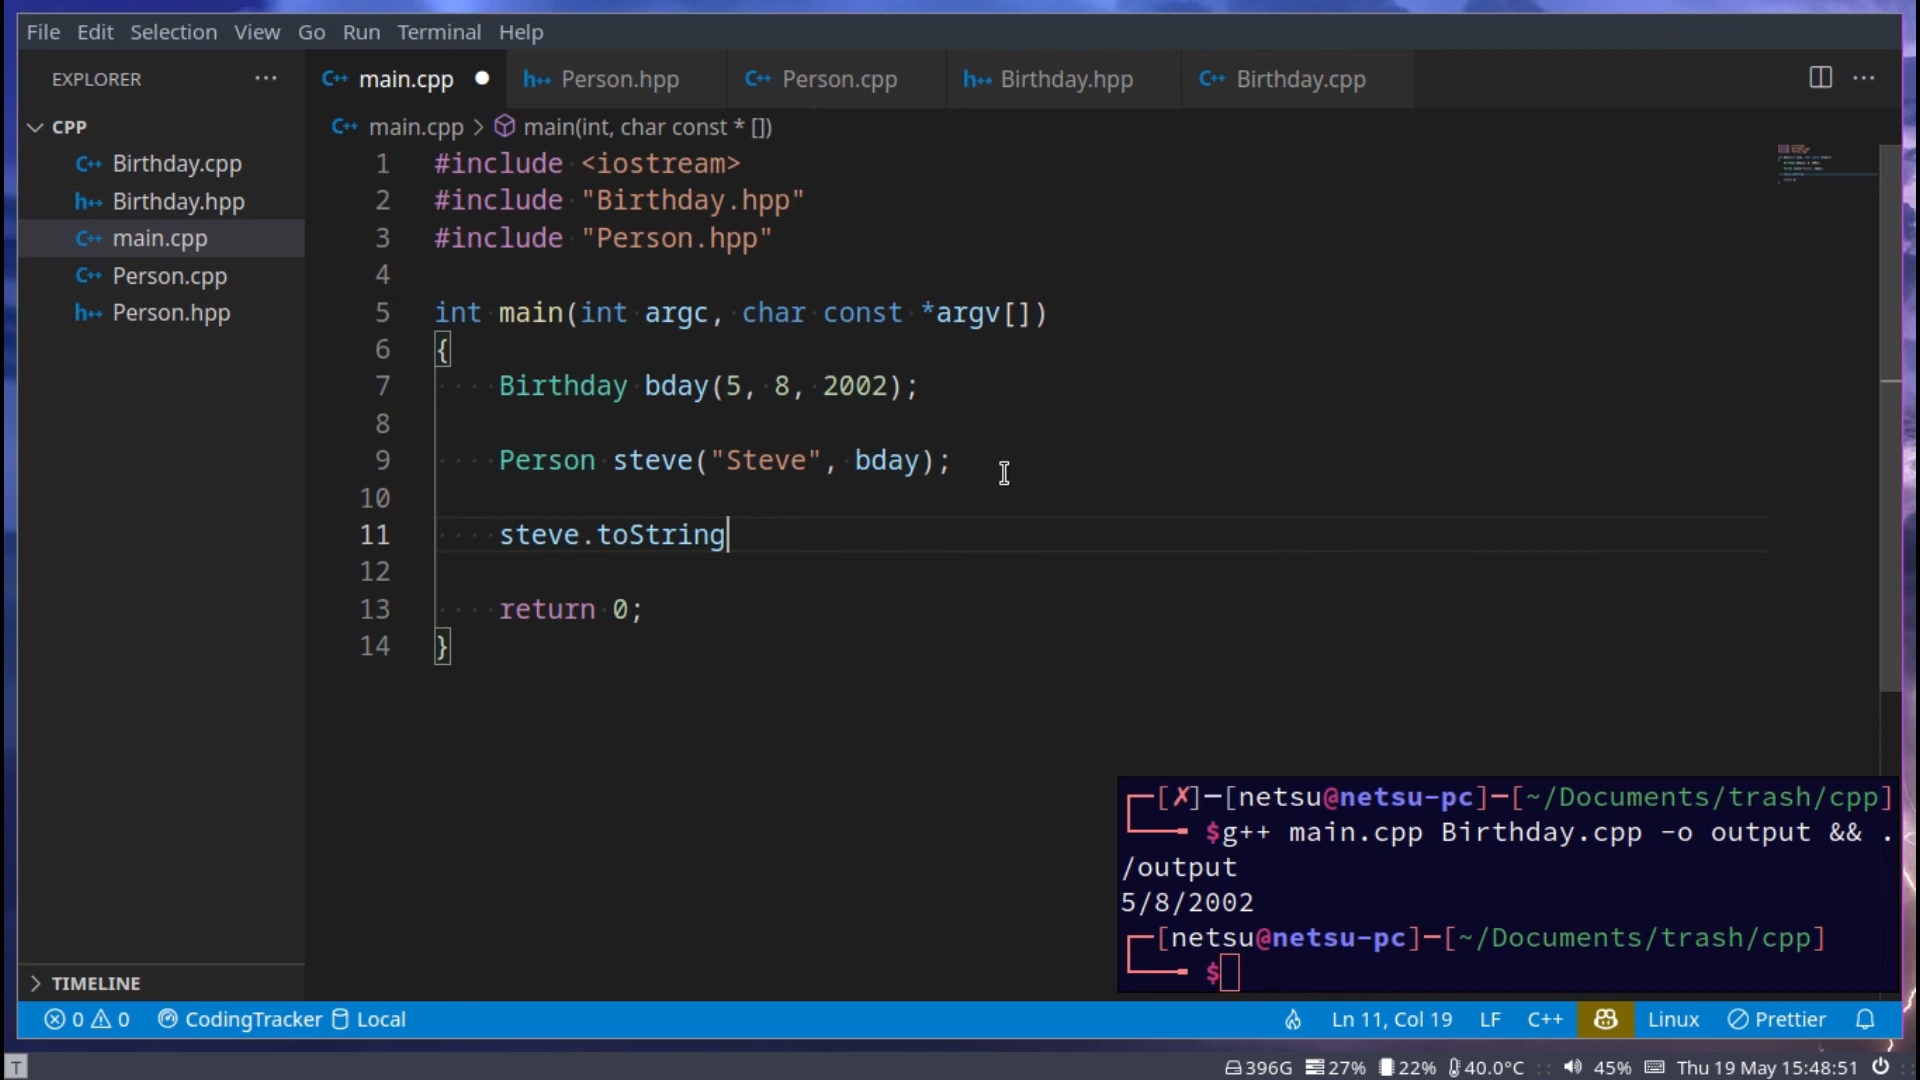 File Edit Selection View Go Run Terminal Help
EXPLORER ···
main.cpp Person.hpp Person.cpp Birthday.hpp Birthday.cpp
CPP
Birthday.cpp
Birthday.hpp
main.cpp
Person.cpp
Person.hpp
TIMELINE
main.cpp > main(int, char const * [])
1 #include <iostream>
2 #include "Birthday.hpp"
3 #include "Person.hpp"
4
5 int main(int argc, char const *argv[])
6 {
7 Birthday bday(5, 8, 2002);
8
9 Person steve("Steve", bday);
10
11 steve.toString
12
13 return 0;
14 }
┌─[✗]─[netsu@netsu-pc]─[~/Documents/trash/cpp]
└──╼ $g++ main.cpp Birthday.cpp -o output && .
/output
5/8/2002
┌─[netsu@netsu-pc]─[~/Documents/trash/cpp]
└──╼ $
0 0 CodingTracker Local Ln 11, Col 19 LF C++ Linux Prettier
T 396G 27% 22% 40.0°C :: 45% Thu 19 May 15:48:51